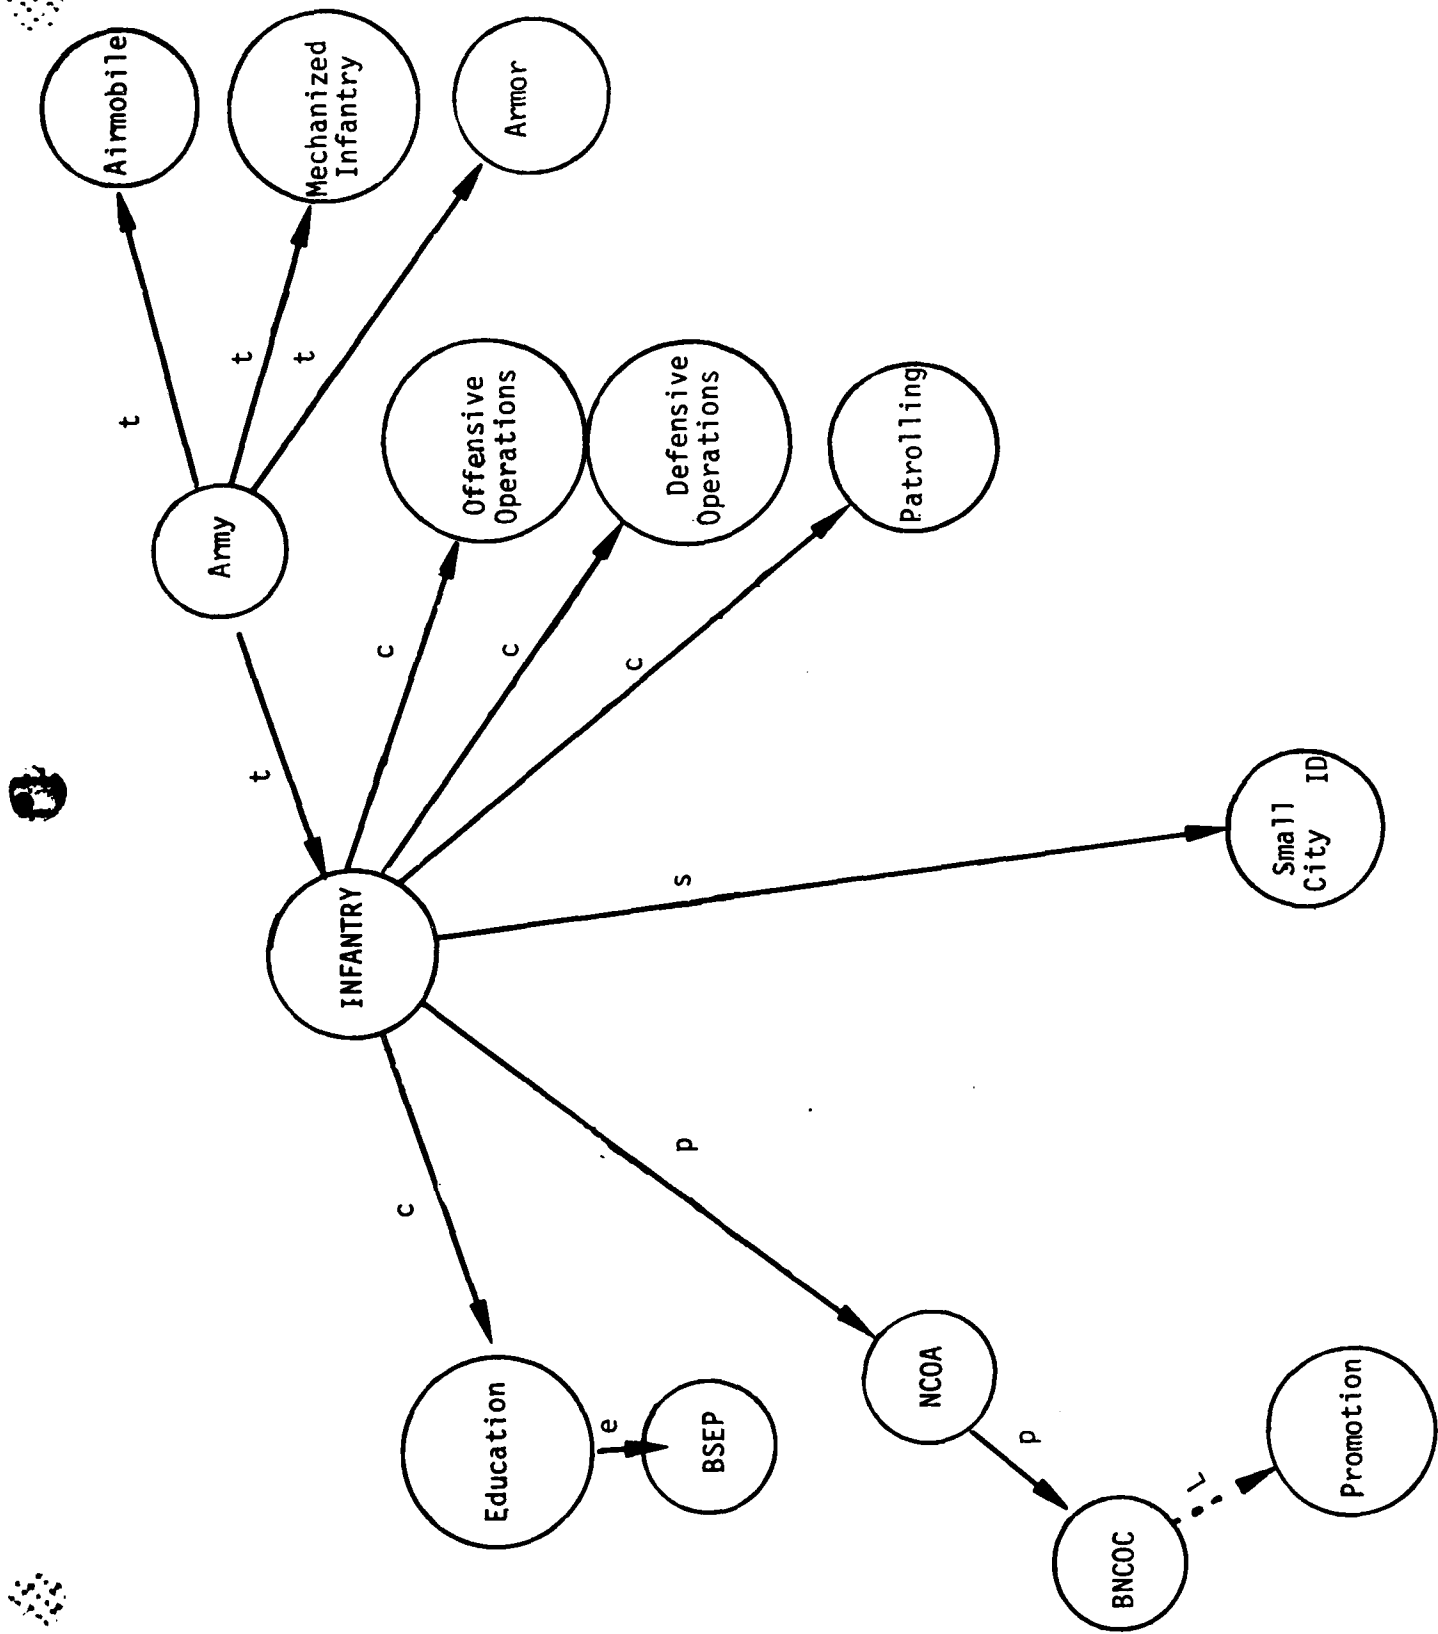 Airmobile
t
Army
t
t
t
Mechanized
Infantry
Armor
INFANTRY
c
Offensive
Operations
c
Defensive
Operations
c
Patrolling
c
Education
e
BSEP
s
Small
City ID
p
NCOA
p
BNCOC
L
Promotion